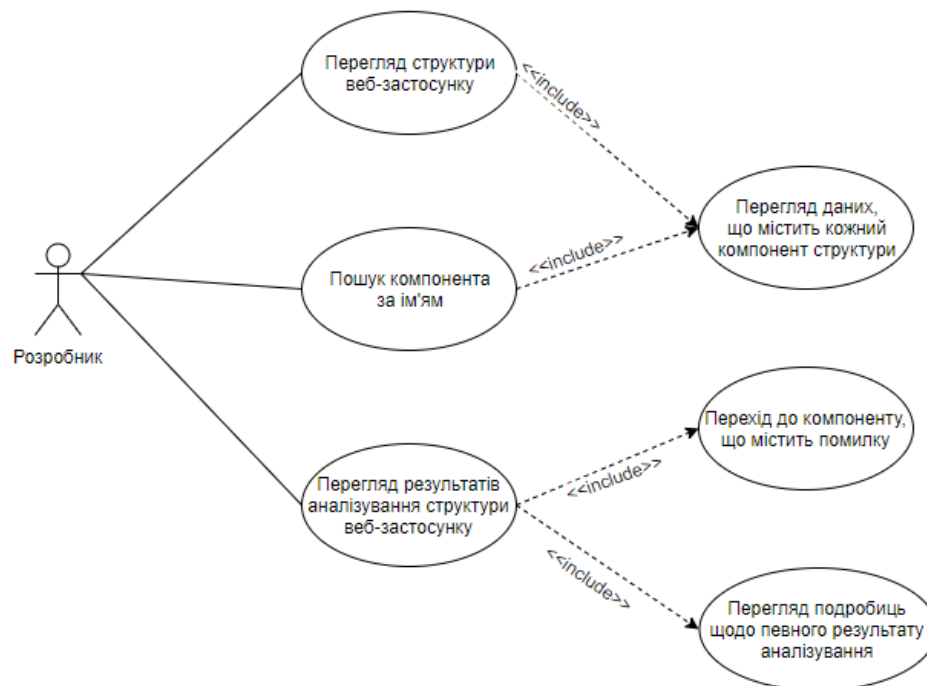 Перегляд структури
веб-застосунку
<<include>>
Перегляд даних,
що містить кожний
компонент структури
<<include>>
Пошук компонента
за ім'ям
Розробник
Перехід до компоненту,
що містить помилку
<<include>>
Перегляд результатів
аналізування структури
веб-застосунку
<<include>>
Перегляд подробиць
щодо певного результату
аналізування